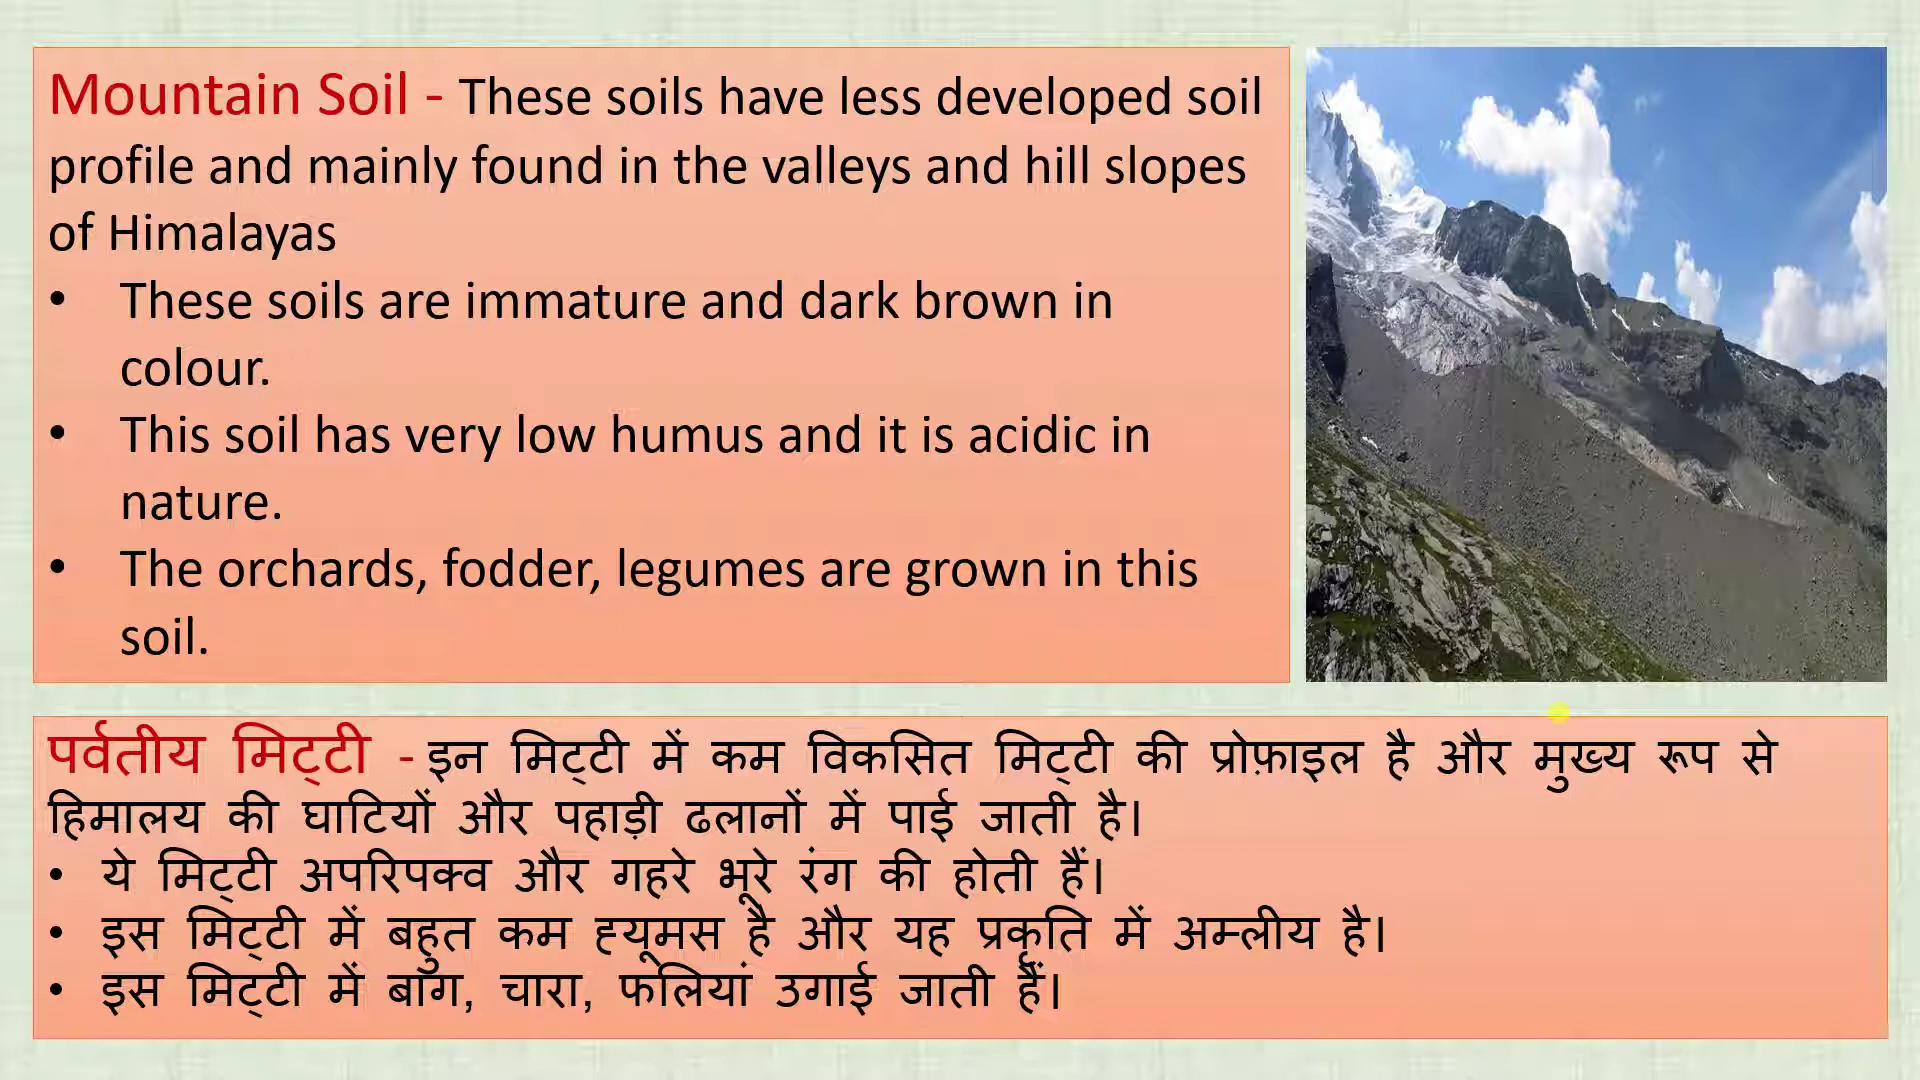 Mountain Soil - These soils have less developed soil
profile and mainly found in the valleys and hill slopes
of Himalayas
• These soils are immature and dark brown in
colour.
• This soil has very low humus and it is acidic in
nature.
• The orchards, fodder, legumes are grown in this
soil.
पर्वतीय मिट्टी - इन मिट्टी में कम विकसित मिट्टी की प्रोफ़ाइल है और मुख्य रूप से
हिमालय की घाटियों और पहाड़ी ढलानों में पाई जाती है।
• ये मिट्टी अपरिपक्व और गहरे भूरे रंग की होती हैं।
• इस मिट्टी में बहुत कम ह्यूमस है और यह प्रकृति में अम्लीय है।
• इस मिट्टी में बाग, चारा, फलियां उगाई जाती हैं।